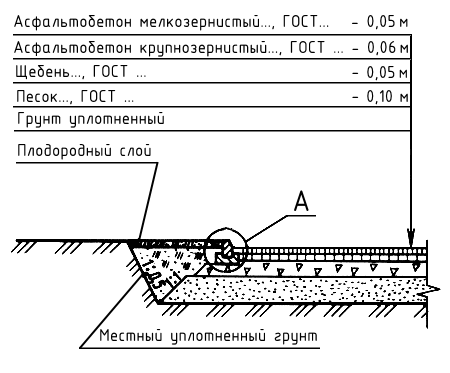 Асфальтобетон мелкозернистый..., ГОСТ... - 0,05 м
Асфальтобетон крупнозернистый..., ГОСТ ... - 0,06 м
Щебень..., ГОСТ ... - 0,05 м
Песок..., ГОСТ ... - 0,10 м
Грунт уплотненный
Плодородный слой
А
1:0,5
Местный уплотненный грунт